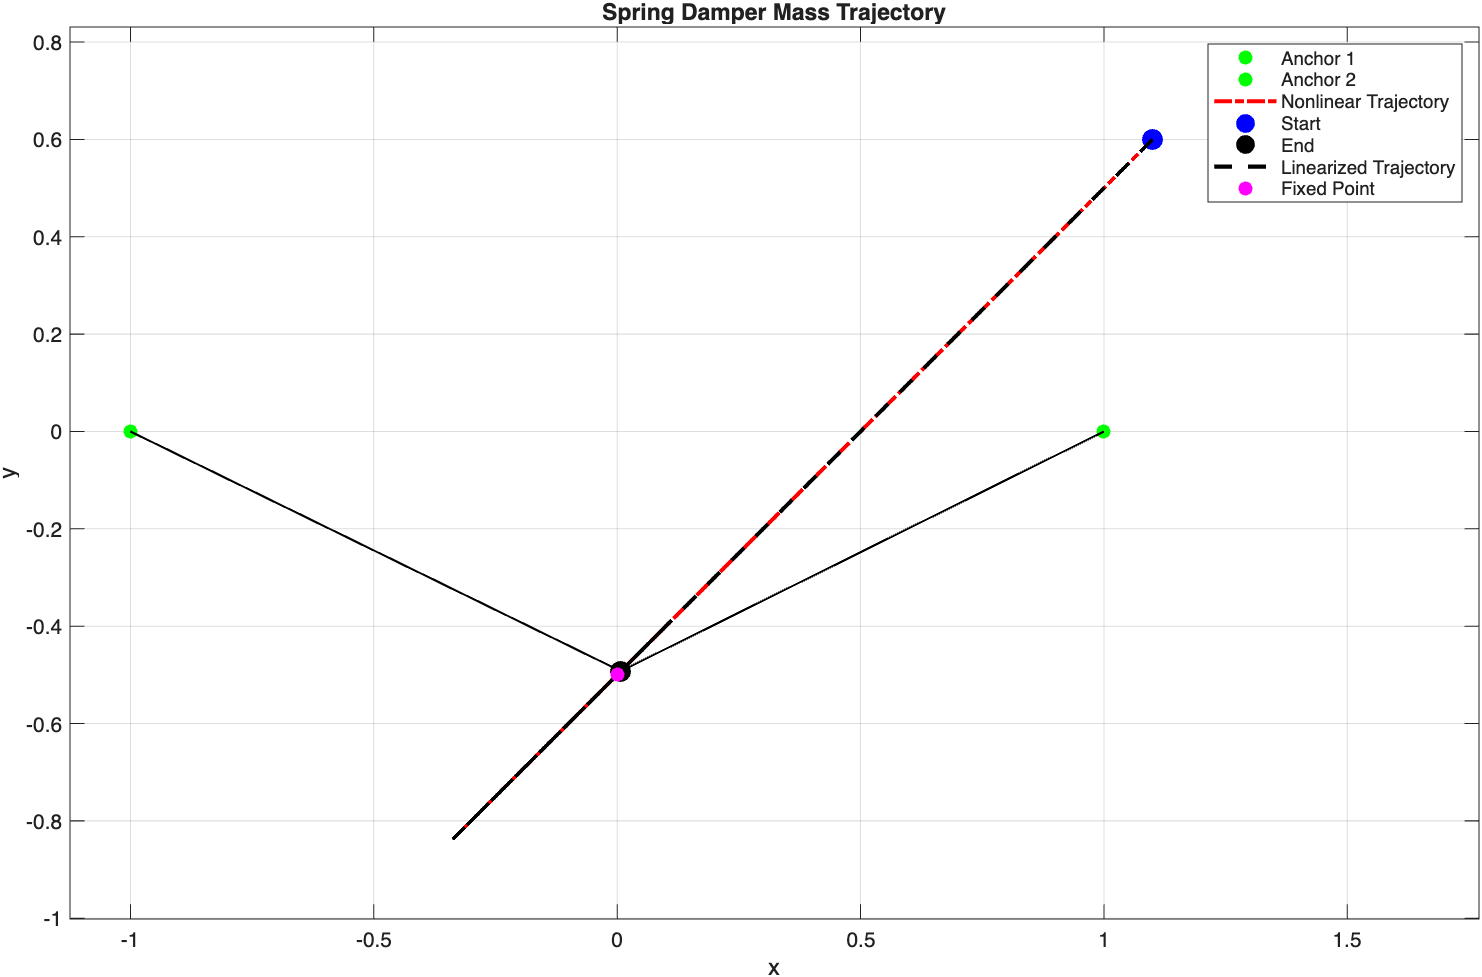 Spring Damper Mass Trajectory
Anchor 1
Anchor 2
Nonlinear Trajectory
Start
End
Linearized Trajectory
Fixed Point
0.8
0.6
0.4
0.2
0
-0.2
-0.4
-0.6
-0.8
-1
y
-1
-0.5
0
0.5
1
1.5
x